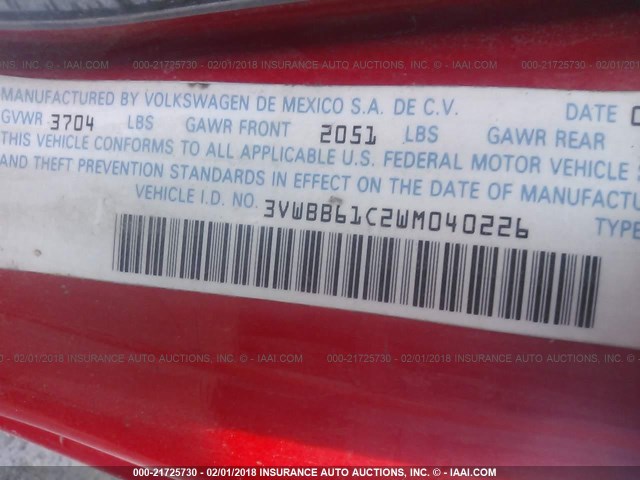 000-21725730 - 02/01/2018 INSURANCE AUTO AUCTIONS, INC. - © IAAI.COM
MANUFACTURED BY VOLKSWAGEN DE MEXICO S.A. DE C.V. DATE 0
GVWR 3704 LBS GAWR FRONT 2051 LBS GAWR REAR
THIS VEHICLE CONFORMS TO ALL APPLICABLE U.S. FEDERAL MOTOR VEHICLE S
AND THEFT PREVENTION STANDARDS IN EFFECT ON THE DATE OF MANUFAC
VEHICLE I.D. NO. 3VWBB61C2WM040226 TYPE
000-21725730 - 02/01/2018 INSURANCE AUTO AUCTIONS, INC. - © IAAI.COM
000-21725730 - 02/01/2018 INSURANCE AUTO AUCTIONS, INC. - © IAAI.COM